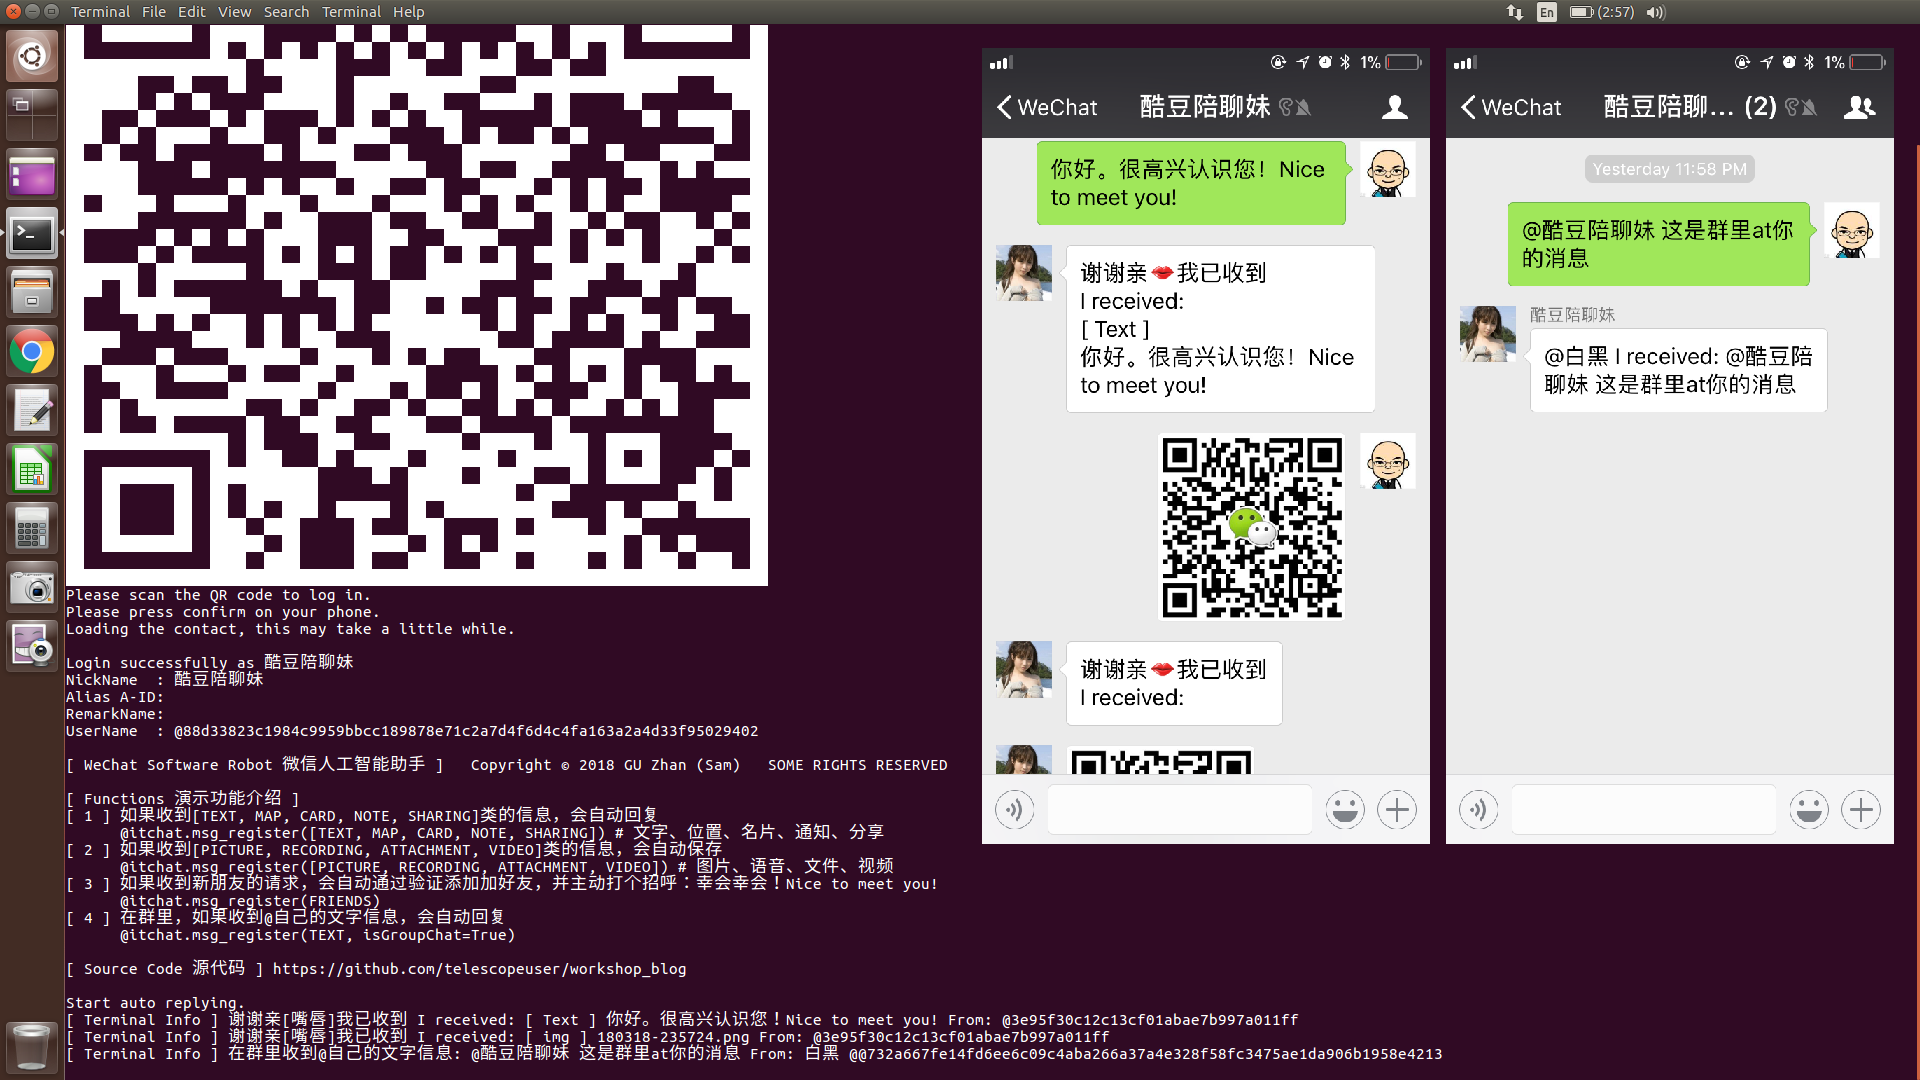 Terminal File Edit View Search Terminal Help
En (2:57)
Please scan the QR code to log in.
Please press confirm on your phone.
Loading the contact, this may take a little while.
Login successfully as 酷豆陪聊妹
NickName : 酷豆陪聊妹
Alias A-ID:
RemarkName:
UserName : @88d33823c1984c9959bbcc189878e71c2a7d4f6d4c4fa163a2a4d33f95029402
[ WeChat Software Robot 微信人工智能助手 ] Copyright © 2018 GU Zhan (Sam) SOME RIGHTS RESERVED
[ Functions 演示功能介绍 ]
[ 1 ] 如果收到[TEXT, MAP, CARD, NOTE, SHARING]类的信息，会自动回复
@itchat.msg_register([TEXT, MAP, CARD, NOTE, SHARING]) # 文字、位置、名片、通知、分享
[ 2 ] 如果收到[PICTURE, RECORDING, ATTACHMENT, VIDEO]类的信息，会自动保存
@itchat.msg_register([PICTURE, RECORDING, ATTACHMENT, VIDEO]) # 图片、语音、文件、视频
[ 3 ] 如果收到新朋友的请求，会自动通过验证添加加好友，并主动打个招呼：幸会幸会！Nice to meet you!
@itchat.msg_register(FRIENDS)
[ 4 ] 在群里，如果收到@自己的文字信息，会自动回复
@itchat.msg_register(TEXT, isGroupChat=True)
[ Source Code 源代码 ] https://github.com/telescopeuser/workshop_blog
Start auto replying.
[ Terminal Info ] 谢谢亲[嘴唇]我已收到 I received: [ Text ] 你好。很高兴认识您！Nice to meet you! From: @3e95f30c12c13cf01abae7b997a011ff
[ Terminal Info ] 谢谢亲[嘴唇]我已收到 I received: [ img ] 180318-235724.png From: @3e95f30c12c13cf01abae7b997a011ff
[ Terminal Info ] 在群里收到@自己的文字信息: @酷豆陪聊妹 这是群里at你的消息 From: 白黑 @@732a667fe14fd6ee6c09c4aba266a37a4e328f58fc3475ae1da906b1958e4213
1%
WeChat 酷豆陪聊妹
你好。很高兴认识您！Nice
to meet you!
谢谢亲👄我已收到
I received:
[ Text ]
你好。很高兴认识您！Nice
to meet you!
谢谢亲👄我已收到
I received:
1%
WeChat 酷豆陪聊... (2)
Yesterday 11:58 PM
@酷豆陪聊妹 这是群里at你
的消息
酷豆陪聊妹
@白黑 I received: @酷豆陪
聊妹 这是群里at你的消息